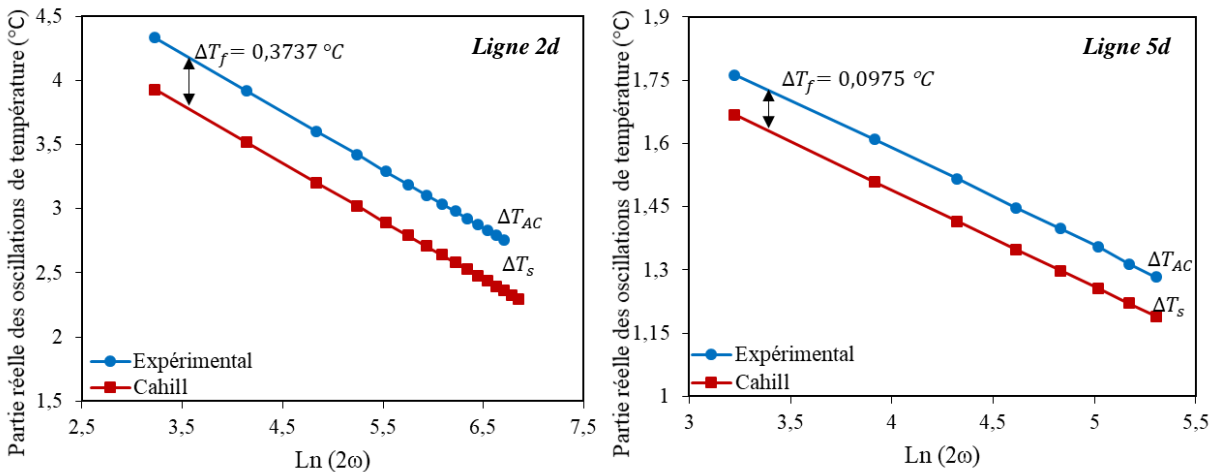 Partie réelle des oscillations de température (°C)
4,5
4
3,5
3
2,5
2
1,5
Ligne 2d
ΔT_f = 0,3737 °C
ΔT_AC
ΔT_s
Expérimental
Cahill
2,5 3,5 4,5 5,5 6,5 7,5
Ln (2ω)
Partie réelle des oscillations de température (°C)
1,9
1,75
1,6
1,45
1,3
1,15
1
Ligne 5d
ΔT_f = 0,0975 °C
ΔT_AC
ΔT_s
Expérimental
Cahill
3 3,5 4 4,5 5 5,5
Ln (2ω)